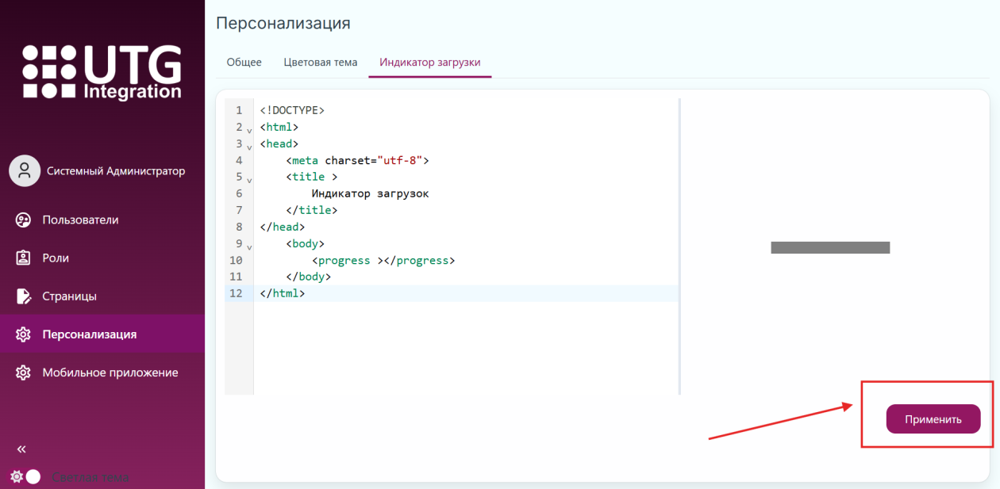 UTG
Integration
Системный Администратор
Пользователи
Роли
Страницы
Персонализация
Мобильное приложение
«
Светлая тема
Персонализация
Общее Цветовая тема Индикатор загрузки
1 <!DOCTYPE>
2 <html>
3 <head>
4 <meta charset="utf-8">
5 <title >
6 Индикатор загрузок
7 </title>
8 </head>
9 <body>
10 <progress ></progress>
11 </body>
12 </html>
Применить